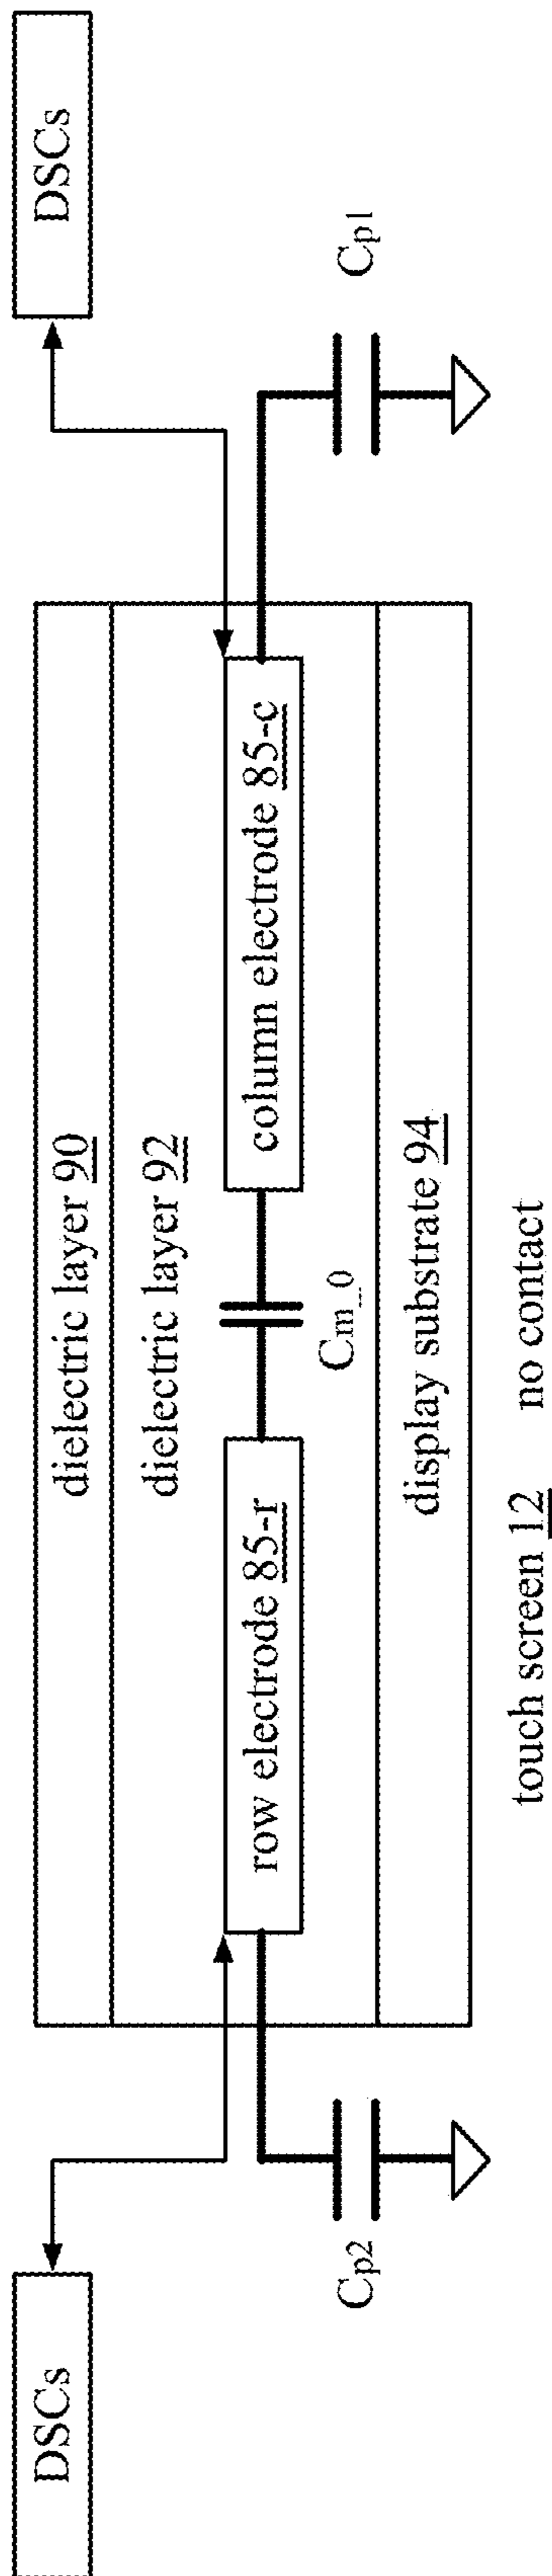 DSCs
DSCs
dielectric layer 90
dielectric layer 92
row electrode 85-r
column electrode 85-c
Cm_0
Cp2
Cp1
display substrate 94
touch screen 12
no contact